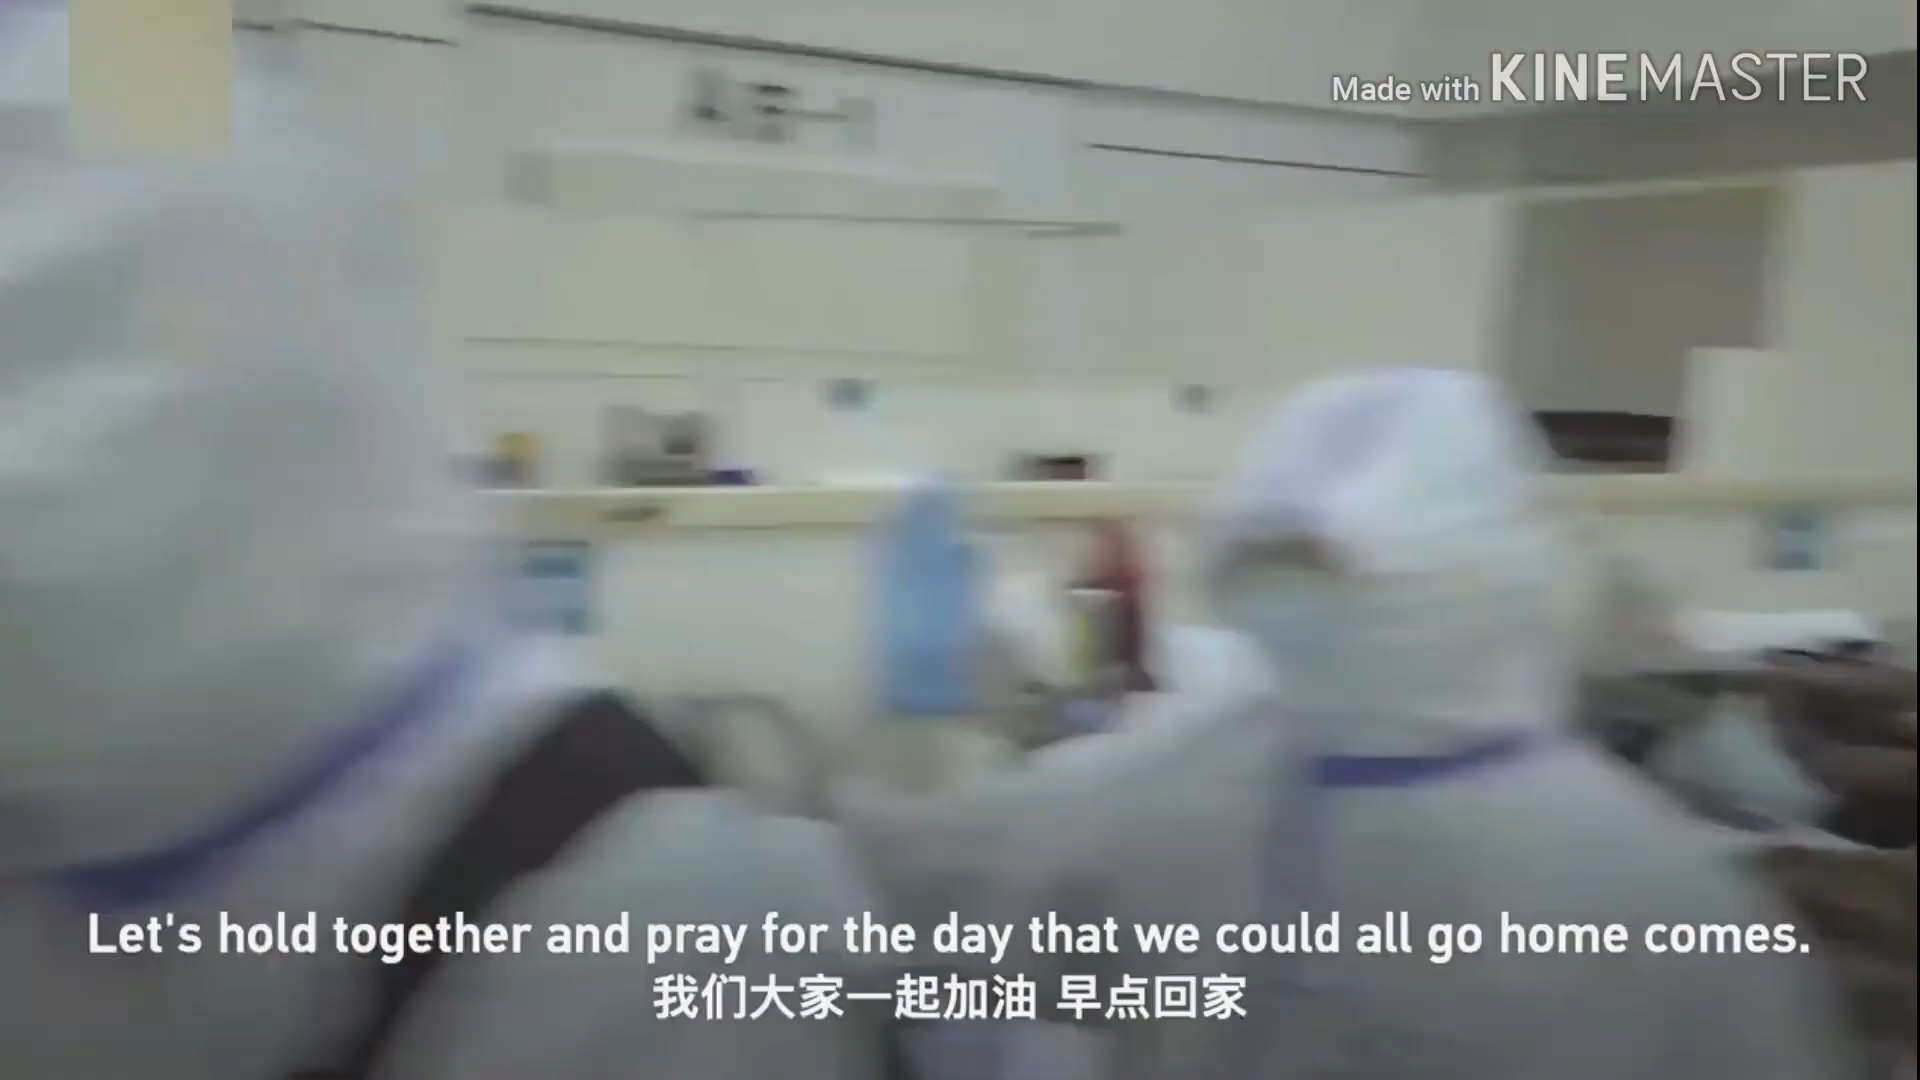 Made with KINEMASTER
Let's hold together and pray for the day that we could all go home comes.
我们大家一起加油 早点回家